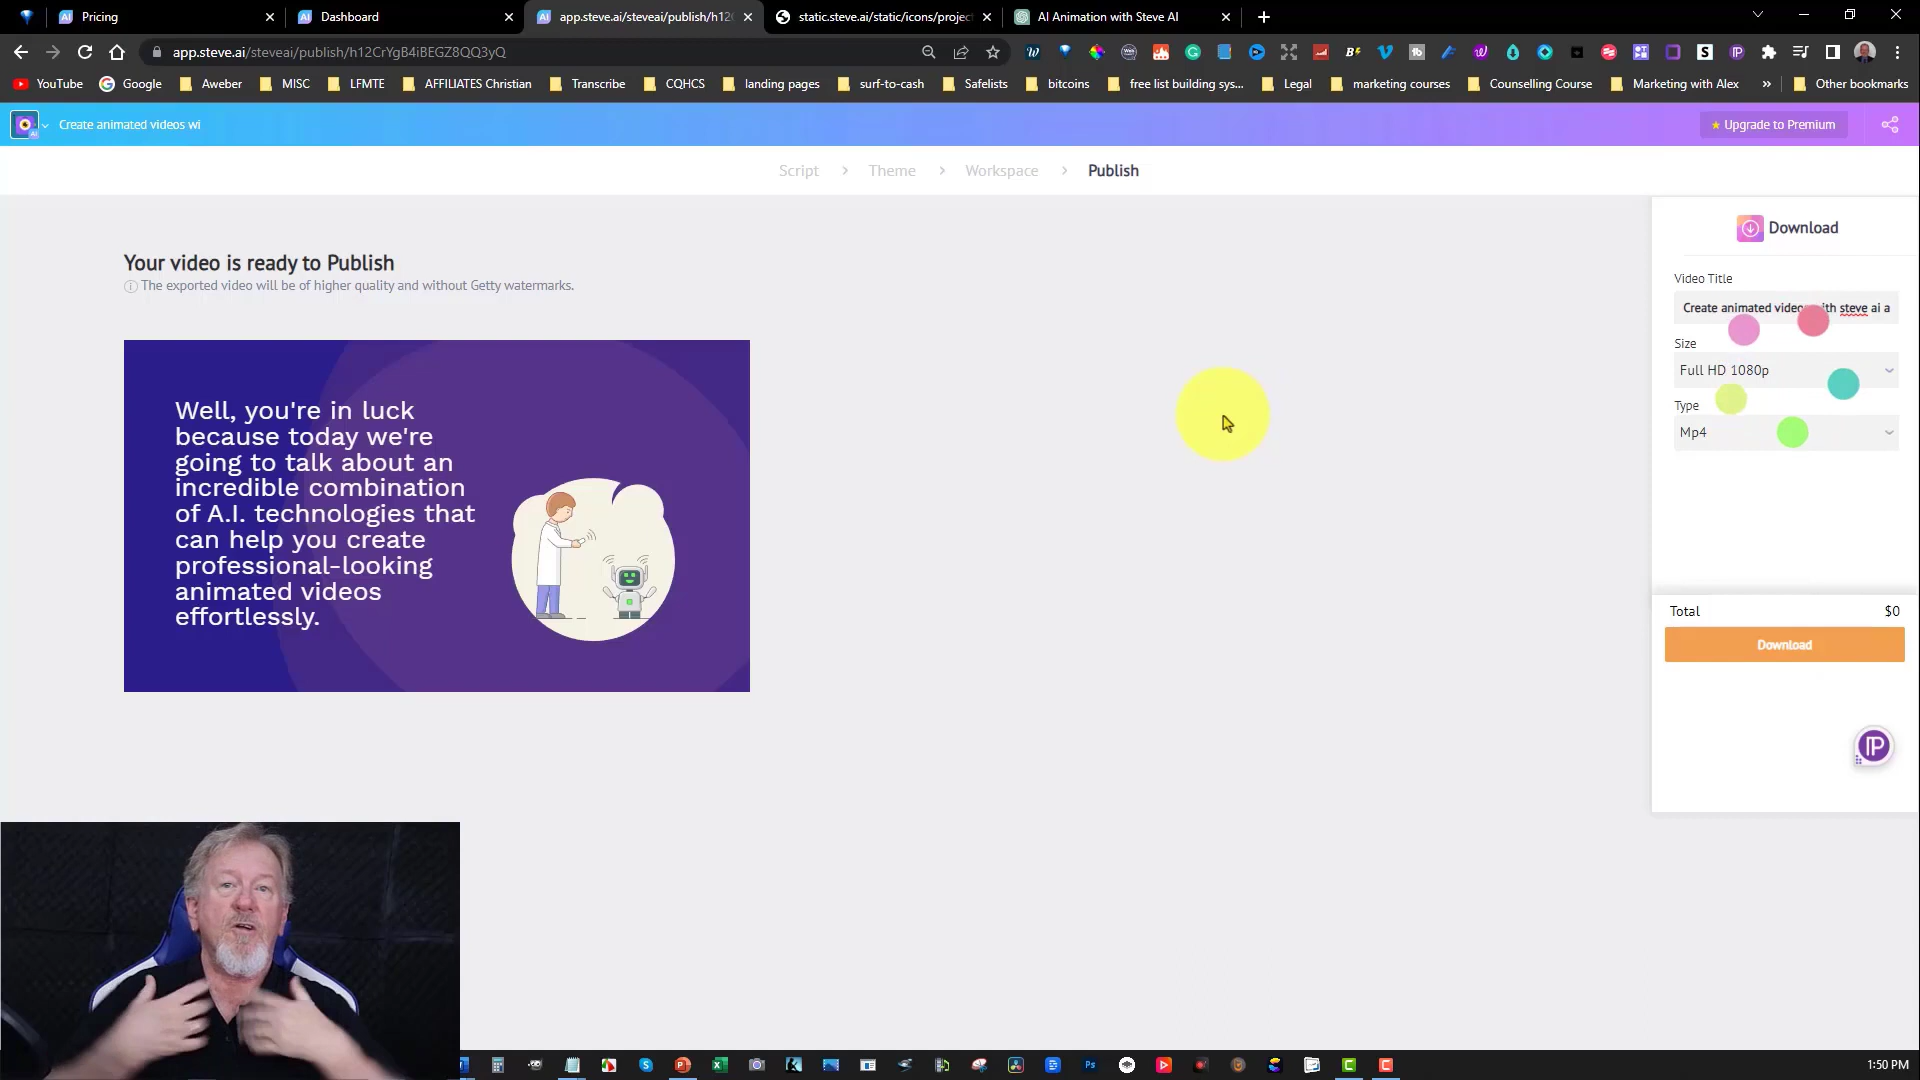 Pricing
Dashboard
app.steve.ai/steveai/publish/h12C
static.steve.ai/static/icons/project
AI Animation with Steve AI
app.steve.ai/steveai/publish/h12CrYgB4iBEGZ8QQ3yQ
YouTube
Google
Aweber
MISC
LFMTE
AFFILIATES Christian
Transcribe
CQHCS
landing pages
surf-to-cash
Safelists
bitcoins
free list building sys...
Legal
marketing courses
Counselling Course
Marketing with Alex
»
Other bookmarks
Create animated videos wi
Upgrade to Premium
Script > Theme > Workspace > Publish
Download
Your video is ready to Publish
The exported video will be of higher quality and without Getty watermarks.
Video Title
Create animated videos with steve ai a
Size
Full HD 1080p
Type
Mp4
Well, you're in luck
because today we're
going to talk about an
incredible combination
of A.I. technologies that
can help you create
professional-looking
animated videos
effortlessly.
Total $0
Download
1:50 PM